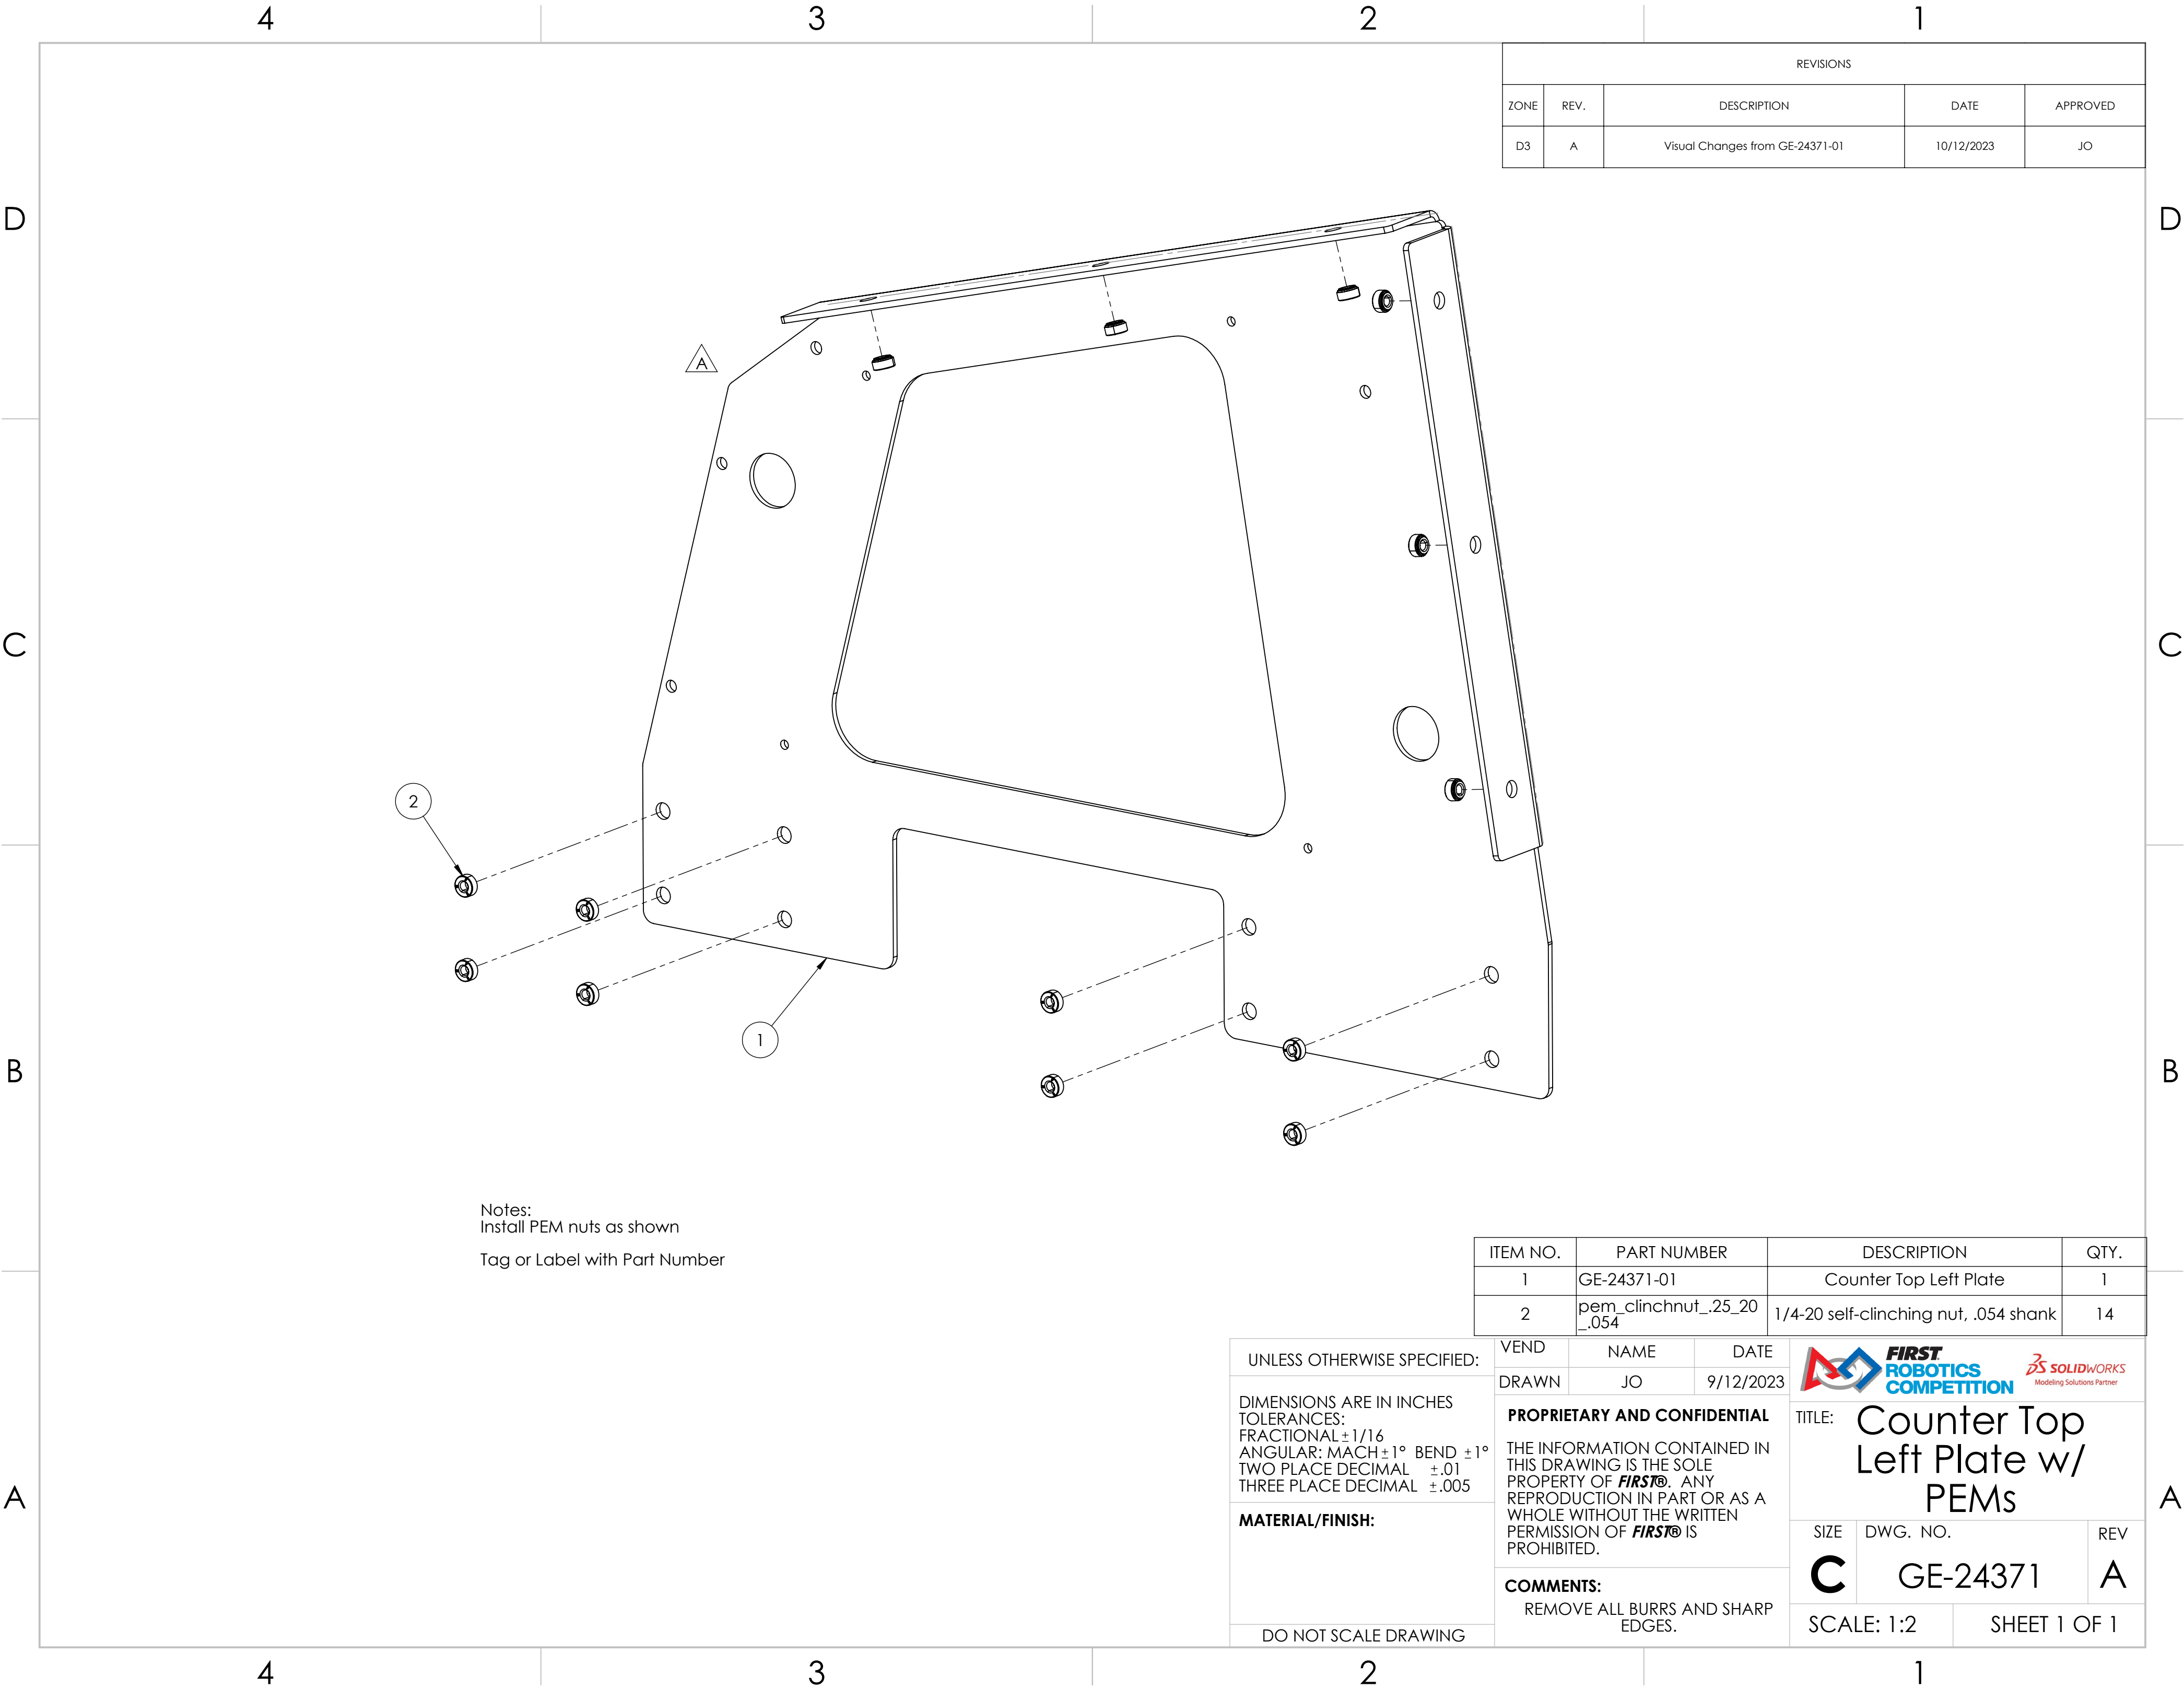 4 3 2 1
REVISIONS
ZONE REV. DESCRIPTION DATE APPROVED
D3 A Visual Changes from GE-24371-01 10/12/2023 JO
D D
A
C C
2
1
B B
Notes:
Install PEM nuts as shown
Tag or Label with Part Number
ITEM NO. PART NUMBER DESCRIPTION QTY.
1 GE-24371-01 Counter Top Left Plate 1
2 pem_clinchnut_.25_20 1/4-20 self-clinching nut, .054 shank 14
_.054
UNLESS OTHERWISE SPECIFIED:
DIMENSIONS ARE IN INCHES
TOLERANCES:
FRACTIONAL±1/16
ANGULAR: MACH±1° BEND ±1°
TWO PLACE DECIMAL ±.01
THREE PLACE DECIMAL ±.005
MATERIAL/FINISH:
DO NOT SCALE DRAWING
VEND NAME DATE
DRAWN JO 9/12/2023
PROPRIETARY AND CONFIDENTIAL
THE INFORMATION CONTAINED IN
THIS DRAWING IS THE SOLE
PROPERTY OF FIRST®. ANY
REPRODUCTION IN PART OR AS A
WHOLE WITHOUT THE WRITTEN
PERMISSION OF FIRST® IS
PROHIBITED.
COMMENTS:
REMOVE ALL BURRS AND SHARP
EDGES.
FIRST
ROBOTICS
COMPETITION
SOLIDWORKS
Modeling Solutions Partner
TITLE: Counter Top
Left Plate w/
PEMs
SIZE DWG. NO. REV
C GE-24371 A
SCALE: 1:2 SHEET 1 OF 1
A A
4 3 2 1